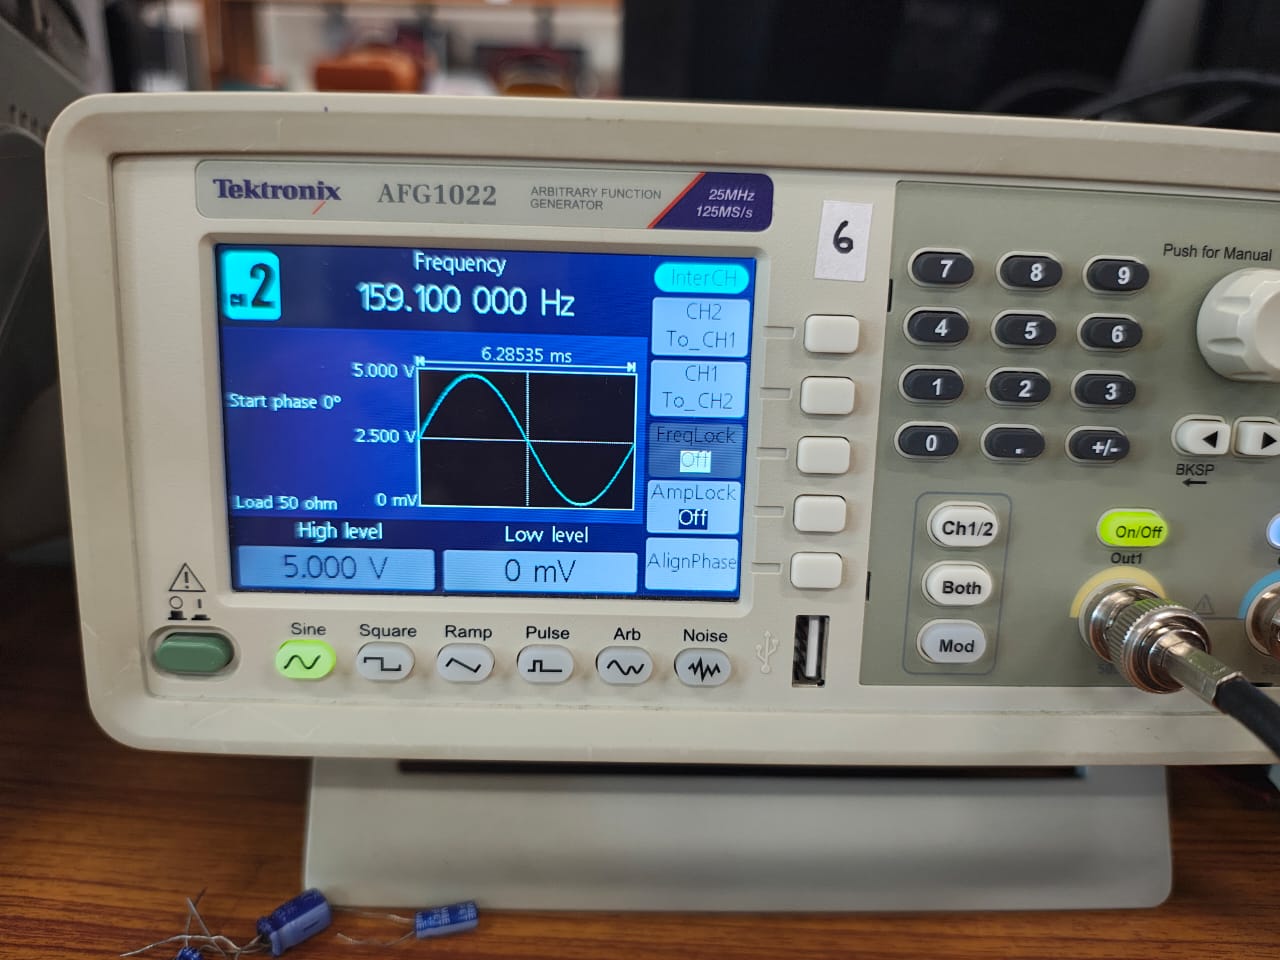 Tektronix AFG1022 ARBITRARY FUNCTION GENERATOR
25MHz
125MS/s
6
CH 2
Frequency
159.100 000 Hz
InterCH
CH2
To_CH1
CH1
To_CH2
FreqLock
Off
AmpLock
Off
AlignPhase
6.28535 ms
5.000 V
Start phase 0°
2.500 V
Load 50 ohm
0 mV
High level
Low level
5.000 V
0 mV
Sine
Square
Ramp
Pulse
Arb
Noise
Push for Manual
7
8
9
4
5
6
1
2
3
0
.
+/-
BKSP
Ch1/2
Both
Mod
On/Off
Out1